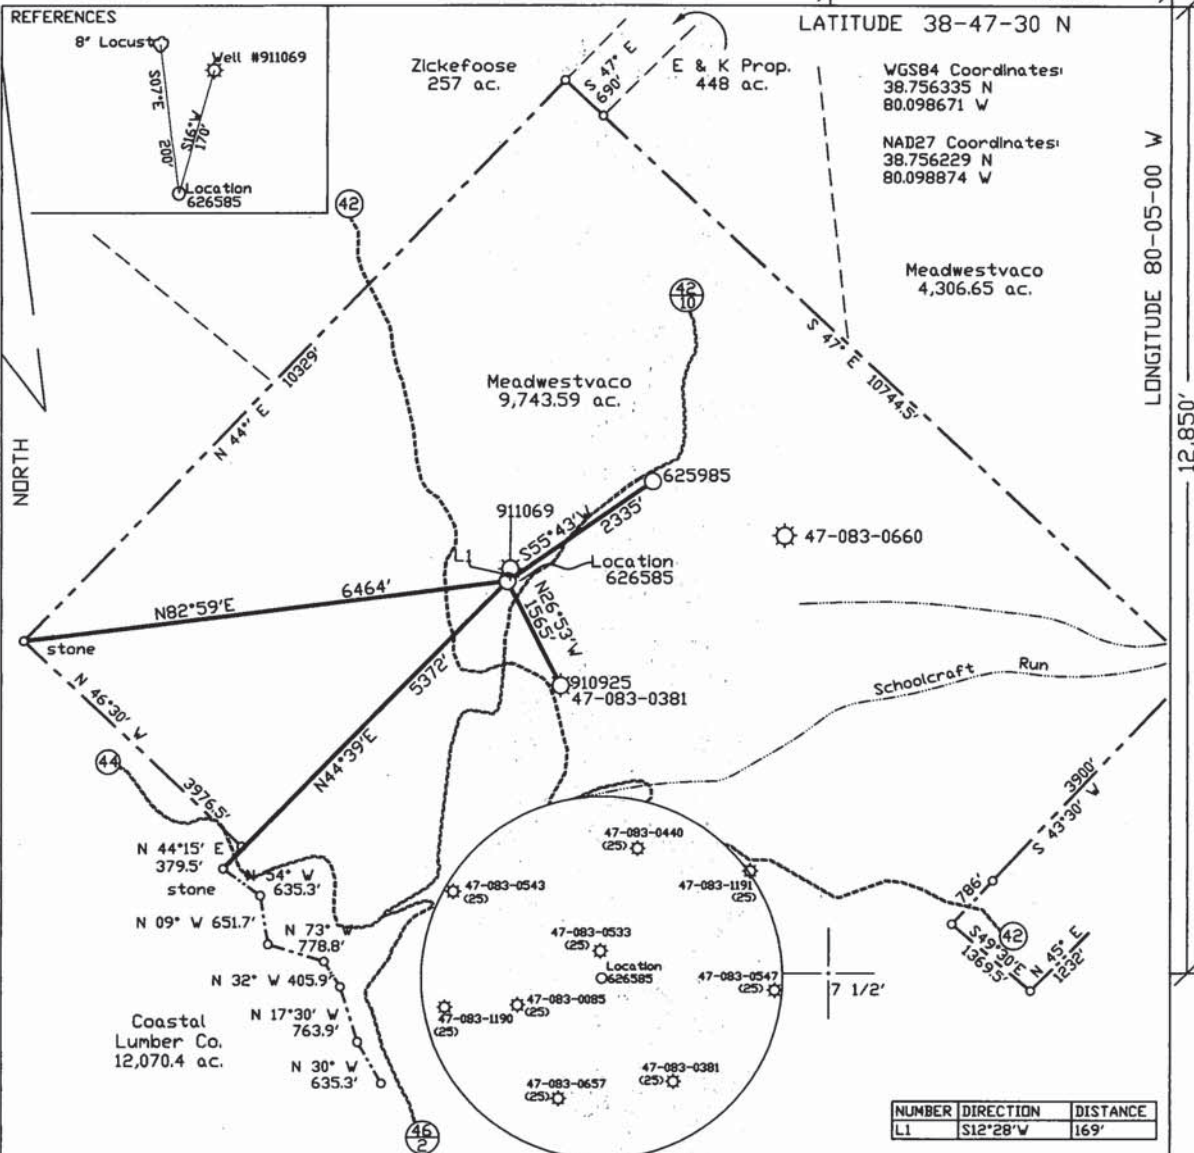 REFERENCES
8" Locust
Well #911069
S07°E
200'
S16°W
170'
Location
626585
LATITUDE 38-47-30 N
WGS84 Coordinates:
38.756335 N
80.098671 W
NAD27 Coordinates:
38.756229 N
80.098874 W
LONGITUDE 80-05-00 W
12,850'
Zickefoose
257 ac.
S 47° E
690'
E & K Prop.
448 ac.
Meadwestvaco
4,306.65 ac.
42
42
10
S 47° E 10744.5'
N 44°' E 10329'
Meadwestvaco
9,743.59 ac.
NORTH
625985
911069
S55°43'W
2335'
L1
Location
626585
47-083-0660
N82°59'E 6464'
stone
N26°53'W
1565'
910925
47-083-0381
N44°39'E 5372'
Schoolcraft Run
N 46°30' W 3976.5'
44
3900'
S 43°30' W
N 44°15' E
379.5'
stone
N 54° W
635.3'
N 09° W 651.7'
N 73° W
778.8'
N 32° W 405.9'
N 17°30' W
763.9'
N 30° W
635.3'
Coastal
Lumber Co.
12,070.4 ac.
46
2
47-083-0440
(25)
47-083-0543
(25)
47-083-1191
(25)
47-083-0533
(25)
Location
626585
47-083-0547
(25)
47-083-0085
(25)
47-083-1190
(25)
47-083-0381
(25)
47-083-0657
(25)
786'
42
S49°30'E
1369.5'
N 45° E
1232'
7 1/2'
NUMBER DIRECTION DISTANCE
L1 S12°28'W 169'